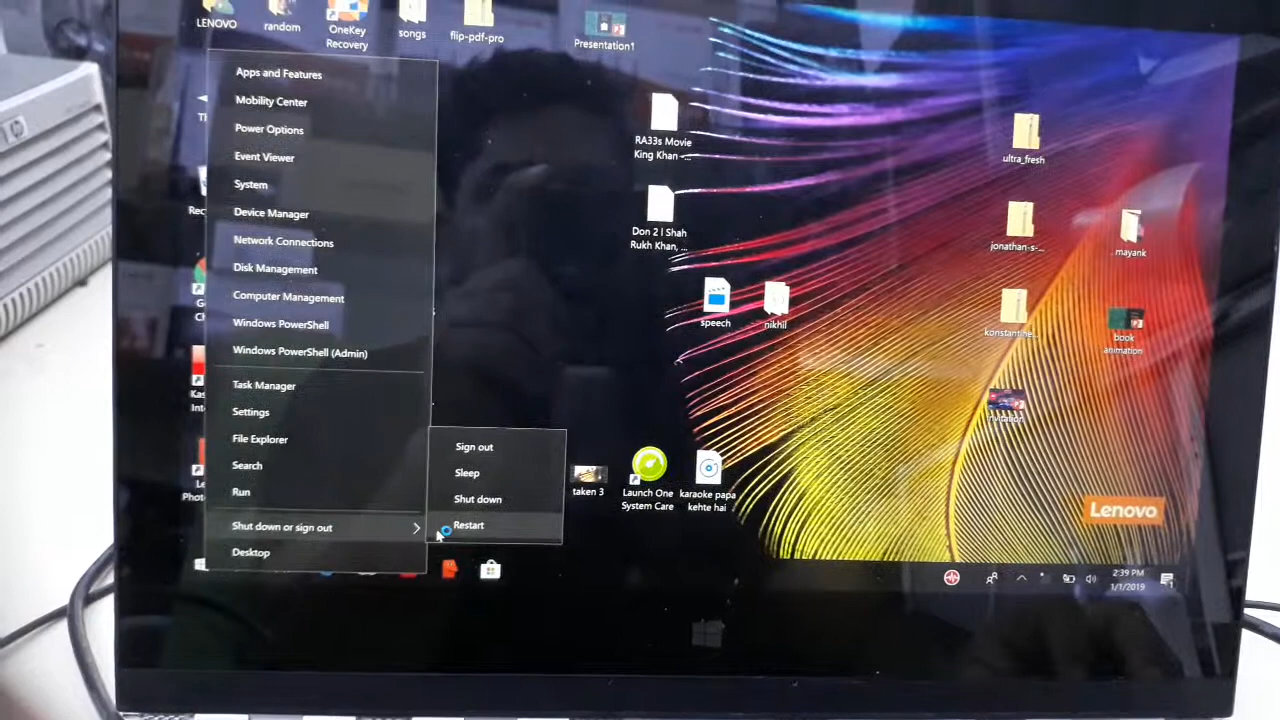 LENOVO
random
OneKey
Recovery
songs
flip-pdf-pro
Presentation1
Apps and Features
Mobility Center
Power Options
Event Viewer
System
Device Manager
Network Connections
Disk Management
Computer Management
Windows PowerShell
Windows PowerShell (Admin)
Task Manager
Settings
File Explorer
Search
Run
Shut down or sign out
Desktop
Sign out
Sleep
Shut down
Restart
RA33s Movie
King Khan -...
Don 2 l Shah
Rukh Khan, ...
speech
nikhil
taken 3
Launch One
System Care
karaoke papa
kehte hai
ultra_fresh
jonathan-s-...
konstantine...
invitation
mayank
book
animation
Lenovo
2:39 PM
1/1/2019
hp